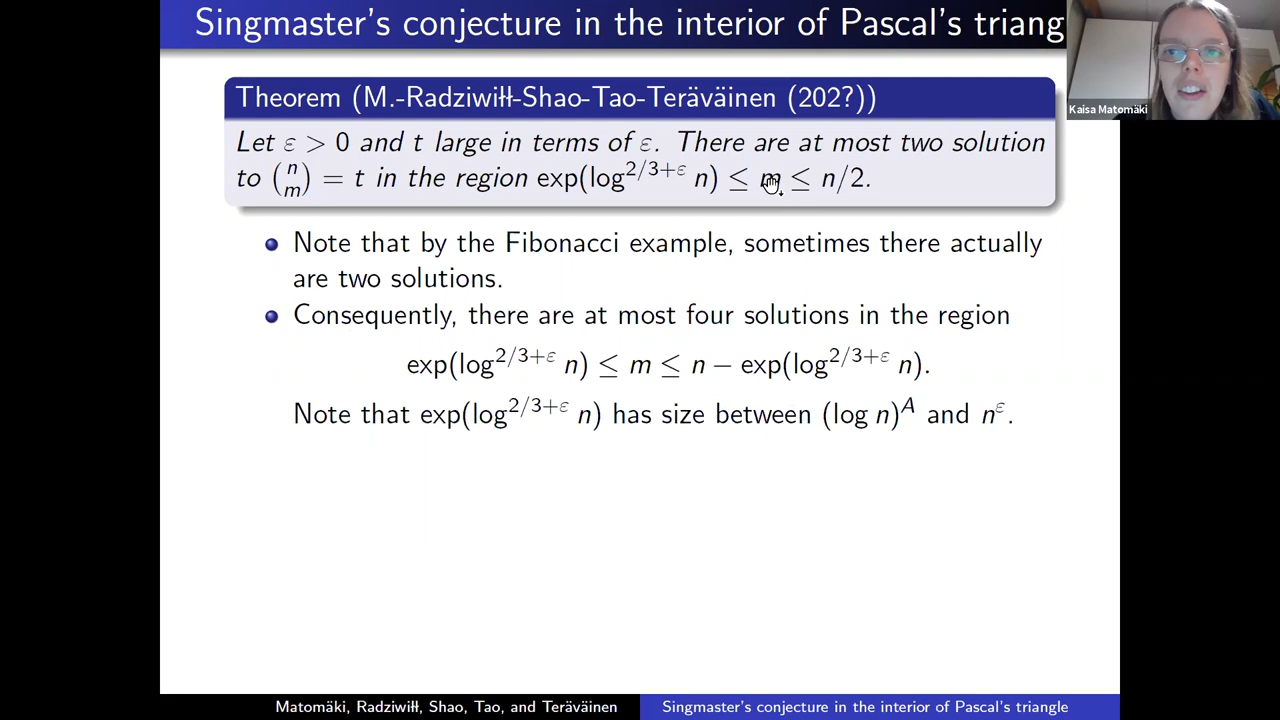 Singmaster's conjecture in the interior of Pascal's triang
Kaisa Matomäki
Theorem (M.-Radziwiłł-Shao-Tao-Teräväinen (202?))
Let ε > 0 and t large in terms of ε. There are at most two solution
to (n m) = t in the region exp(log^{2/3+ε} n) ≤ m ≤ n/2.
Note that by the Fibonacci example, sometimes there actually
are two solutions.
Consequently, there are at most four solutions in the region
exp(log^{2/3+ε} n) ≤ m ≤ n − exp(log^{2/3+ε} n).
Note that exp(log^{2/3+ε} n) has size between (log n)^A and n^ε.
Matomäki, Radziwiłł, Shao, Tao, and Teräväinen
Singmaster's conjecture in the interior of Pascal's triangle